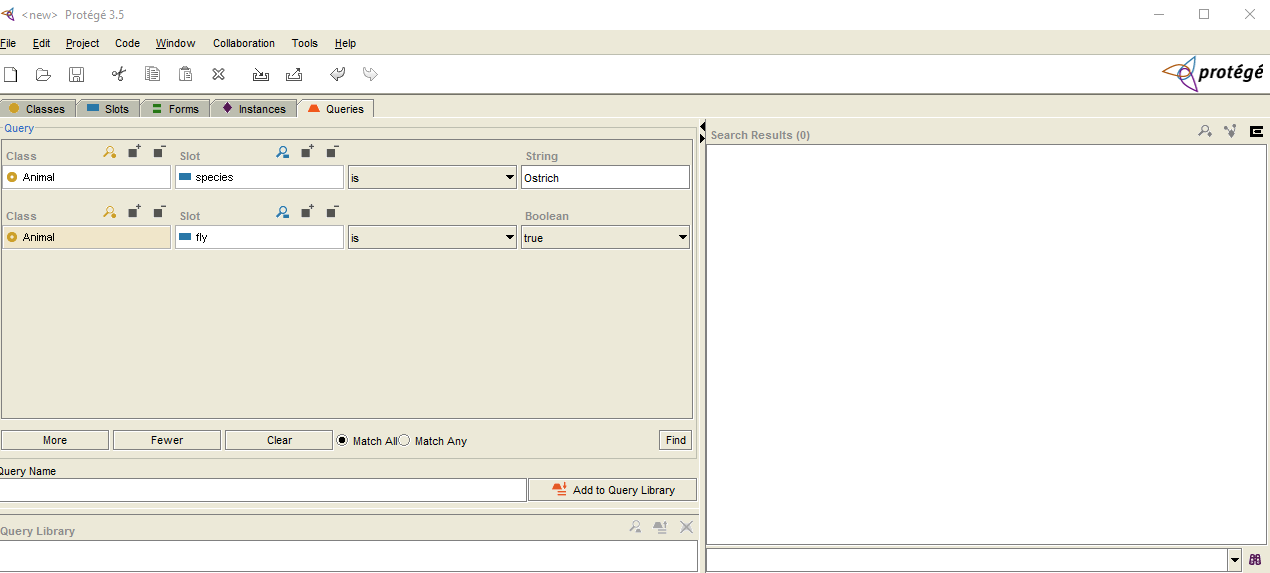 <new> Protégé 3.5
File Edit Project Code Window Collaboration Tools Help
protégé
Classes Slots Forms Instances Queries
Query
Search Results (0)
Class Slot String
Animal species is Ostrich
Class Slot Boolean
Animal fly is true
More Fewer Clear Match All Match Any Find
Query Name
Add to Query Library
Query Library